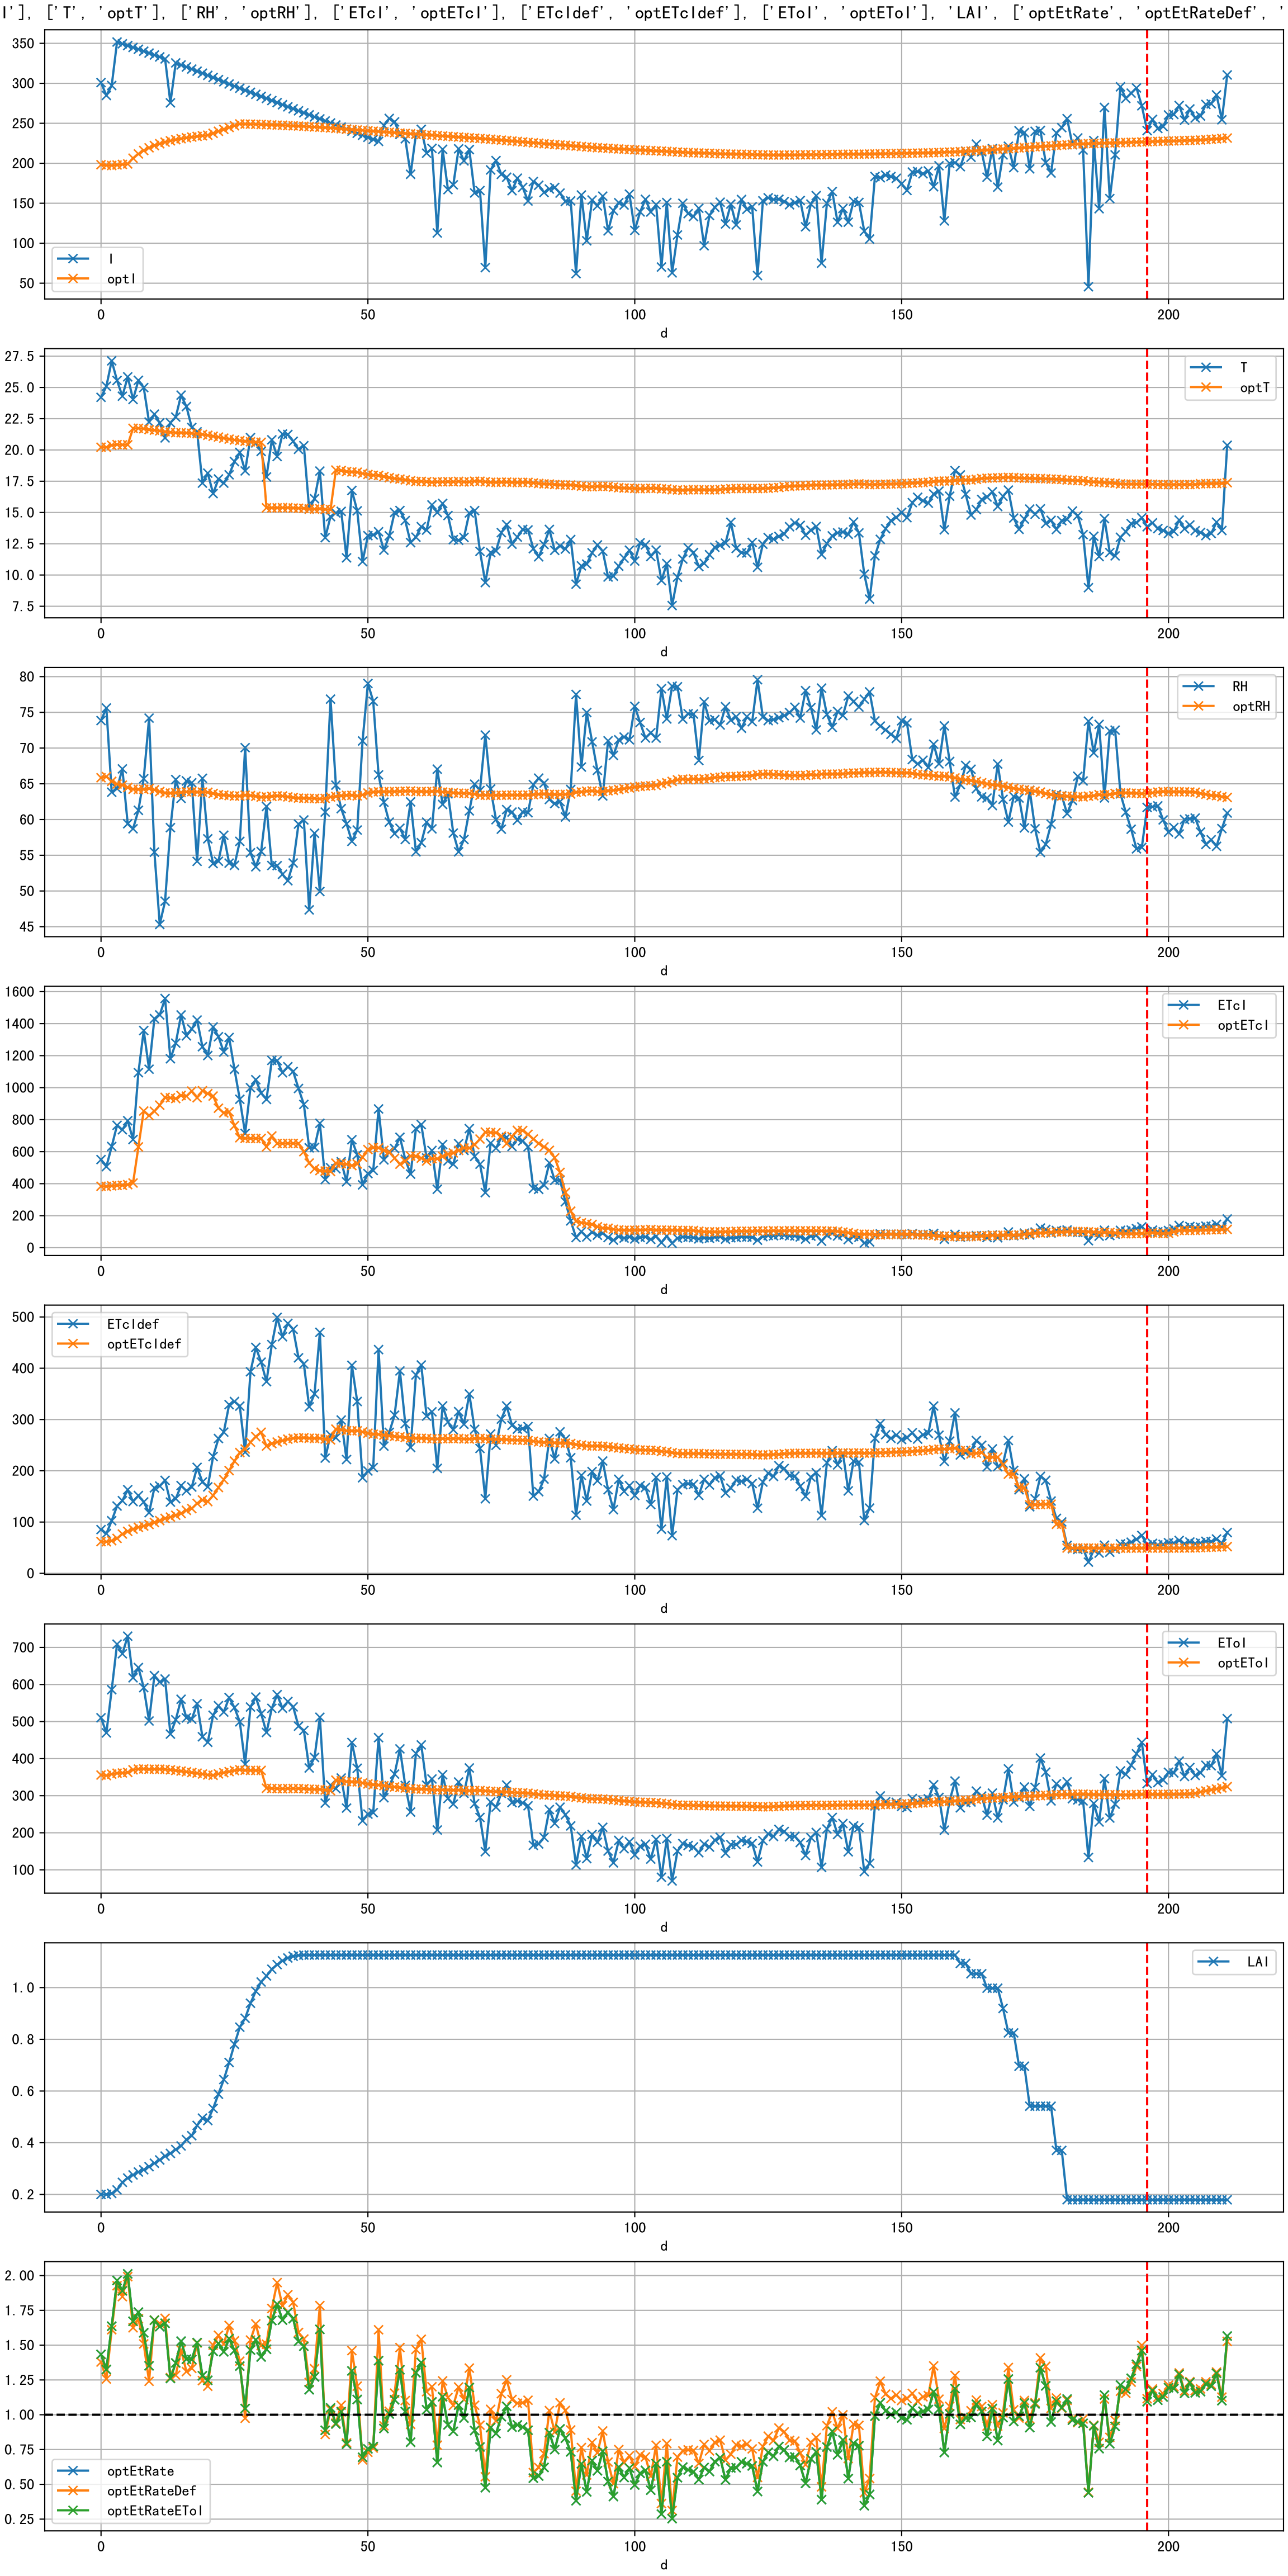 I'], ['T', 'optT'], ['RH', 'optRH'], ['ETcI', 'optETcI'], ['ETcIdef', 'optETcIdef'], ['EToI', 'optEToI'], 'LAI', ['optEtRate', 'optEtRateDef', '
350
300
250
200
150
100
50
I
optI
0 50 100 150 200
d
27.5
25.0
22.5
20.0
17.5
15.0
12.5
10.0
7.5
T
optT
0 50 100 150 200
d
80
75
70
65
60
55
50
45
RH
optRH
0 50 100 150 200
d
1600
1400
1200
1000
800
600
400
200
0
ETcI
optETcI
0 50 100 150 200
d
500
400
300
200
100
0
ETcIdef
optETcIdef
0 50 100 150 200
d
700
600
500
400
300
200
100
EToI
optEToI
0 50 100 150 200
d
1.0
0.8
0.6
0.4
0.2
LAI
0 50 100 150 200
d
2.00
1.75
1.50
1.25
1.00
0.75
0.50
0.25
optEtRate
optEtRateDef
optEtRateEToI
0 50 100 150 200
d